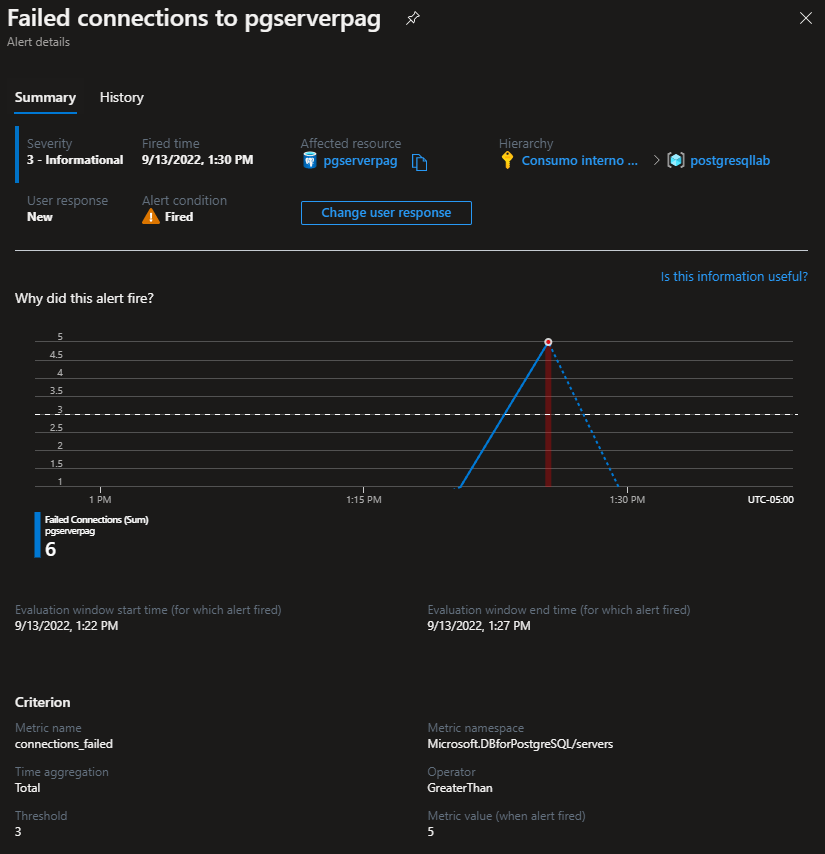 Failed connections to pgserverpag
Alert details
Summary History
Severity Fired time Affected resource Hierarchy
3 - Informational 9/13/2022, 1:30 PM pgserverpag Consumo interno ... > postgresqllab
User response Alert condition
New Fired Change user response
Is this information useful?
Why did this alert fire?
5
4.5
4
3.5
3
2.5
2
1.5
1
1 PM 1:15 PM 1:30 PM UTC-05:00
Failed Connections (Sum)
pgserverpag
6
Evaluation window start time (for which alert fired) Evaluation window end time (for which alert fired)
9/13/2022, 1:22 PM 9/13/2022, 1:27 PM
Criterion
Metric name Metric namespace
connections_failed Microsoft.DBforPostgreSQL/servers
Time aggregation Operator
Total GreaterThan
Threshold Metric value (when alert fired)
3 5